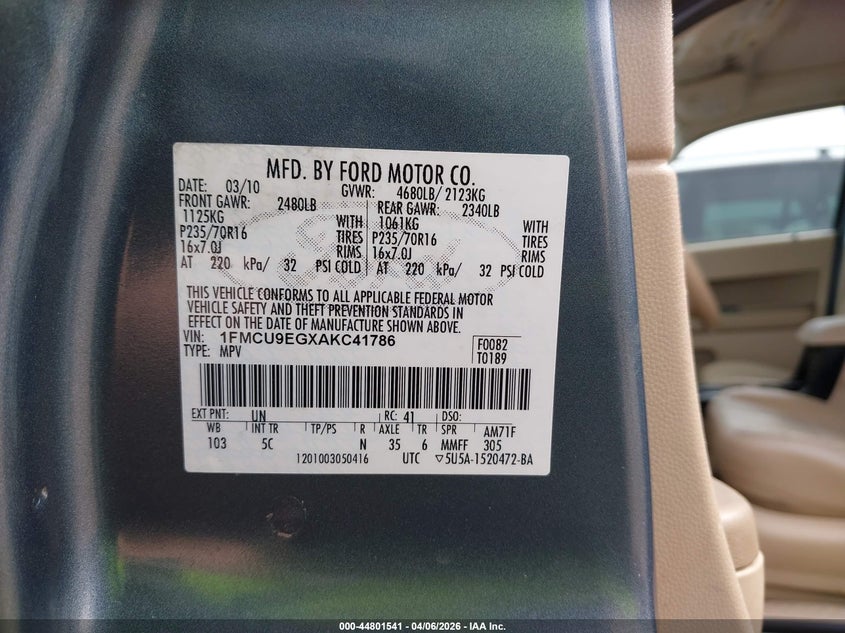 MFD. BY FORD MOTOR CO.
DATE: 03/10 GVWR: 4680LB/ 2123KG
FRONT GAWR: 2480LB REAR GAWR: 2340LB
1125KG WITH 1061KG WITH
P235/70R16 TIRES P235/70R16 TIRES
16x7.0J RIMS 16x7.0J RIMS
AT 220 kPa/ 32 PSI COLD AT 220 kPa/ 32 PSI COLD
THIS VEHICLE CONFORMS TO ALL APPLICABLE FEDERAL MOTOR
VEHICLE SAFETY AND THEFT PREVENTION STANDARDS IN
EFFECT ON THE DATE OF MANUFACTURE SHOWN ABOVE.
VIN: 1FMCU9EGXAKC41786 F0082
TYPE: MPV T0189
EXT PNT: UN RC: 41 DSO:
WB INT TR TP/PS R AXLE TR SPR AM71F
103 5C N 35 6 MMFF 305
1201003050416 UTC ▽5U5A-1520472-BA
000-44801541 | 04/06/2026 | IAA Inc.